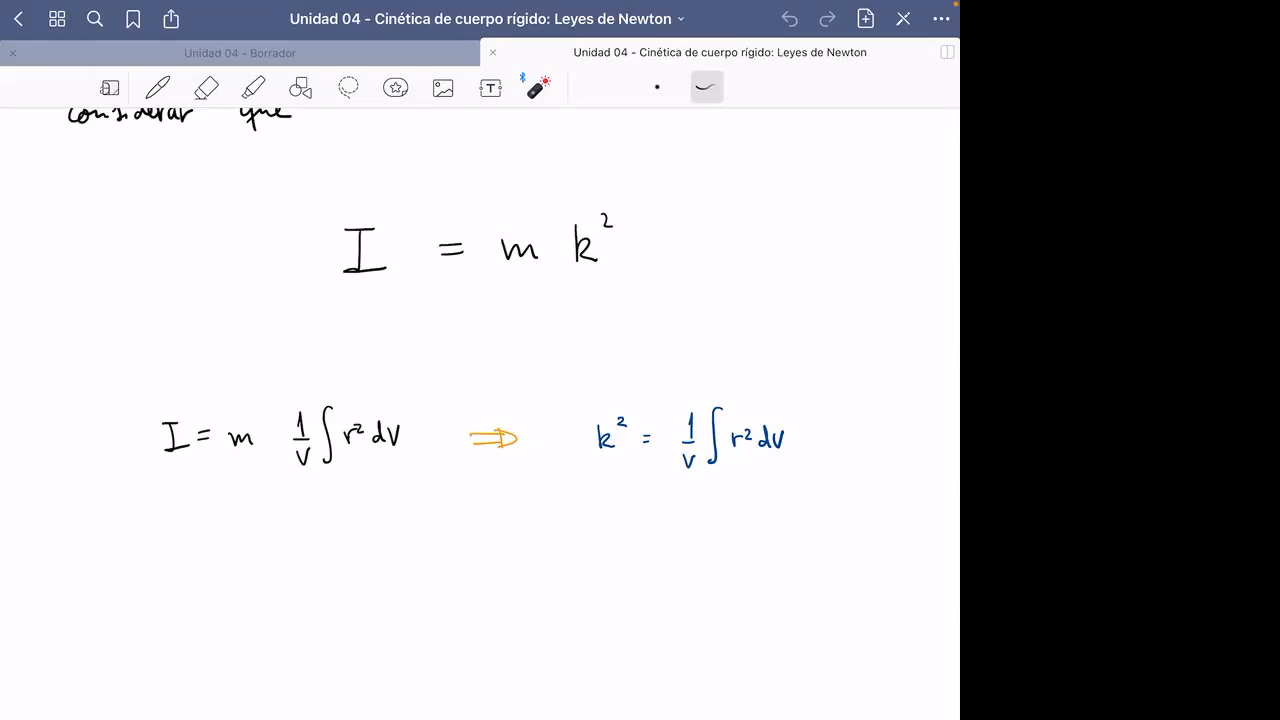 Unidad 04 - Cinética de cuerpo rígido: Leyes de Newton
Unidad 04 - Borrador
Unidad 04 - Cinética de cuerpo rígido: Leyes de Newton
T
considerar que
I = m k²
I = m 1/V ∫ r² dV ⇒ k² = 1/V ∫ r² dV